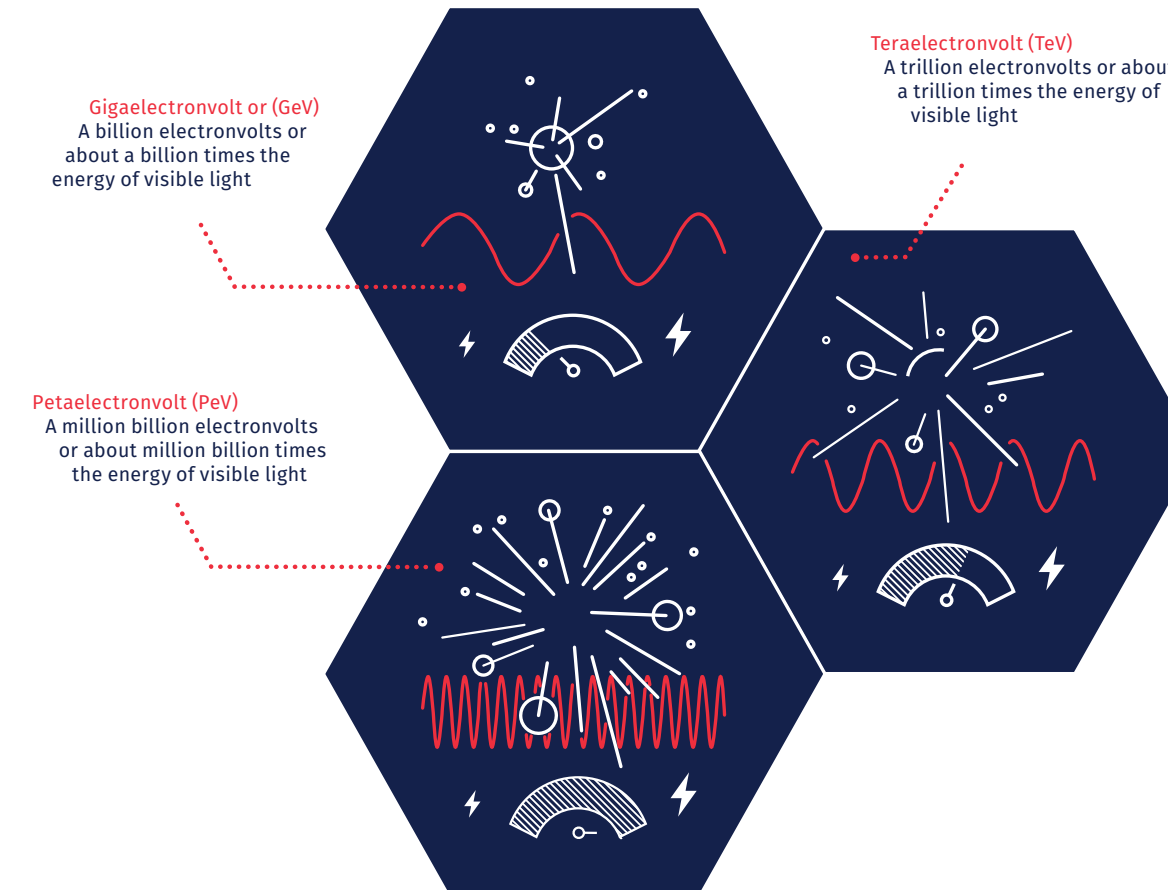 Gigaelectronvolt or (GeV)
A billion electronvolts or
about a billion times the
energy of visible light
Teraelectronvolt (TeV)
A trillion electronvolts or about
a trillion times the energy of
visible light
Petaelectronvolt (PeV)
A million billion electronvolts
or about million billion times
the energy of visible light